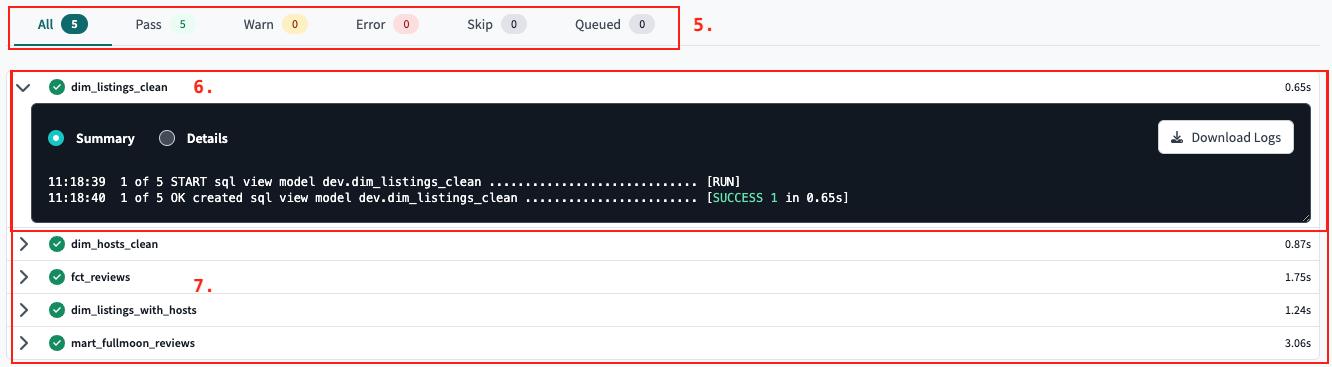 All 5 Pass 5 Warn 0 Error 0 Skip 0 Queued 0 5.
dim_listings_clean 6. 0.65s
Summary Details Download Logs
11:18:39 1 of 5 START sql view model dev.dim_listings_clean ............................. [RUN]
11:18:40 1 of 5 OK created sql view model dev.dim_listings_clean ........................ [SUCCESS 1 in 0.65s]
dim_hosts_clean 0.87s
fct_reviews 1.75s
7.
dim_listings_with_hosts 1.24s
mart_fullmoon_reviews 3.06s